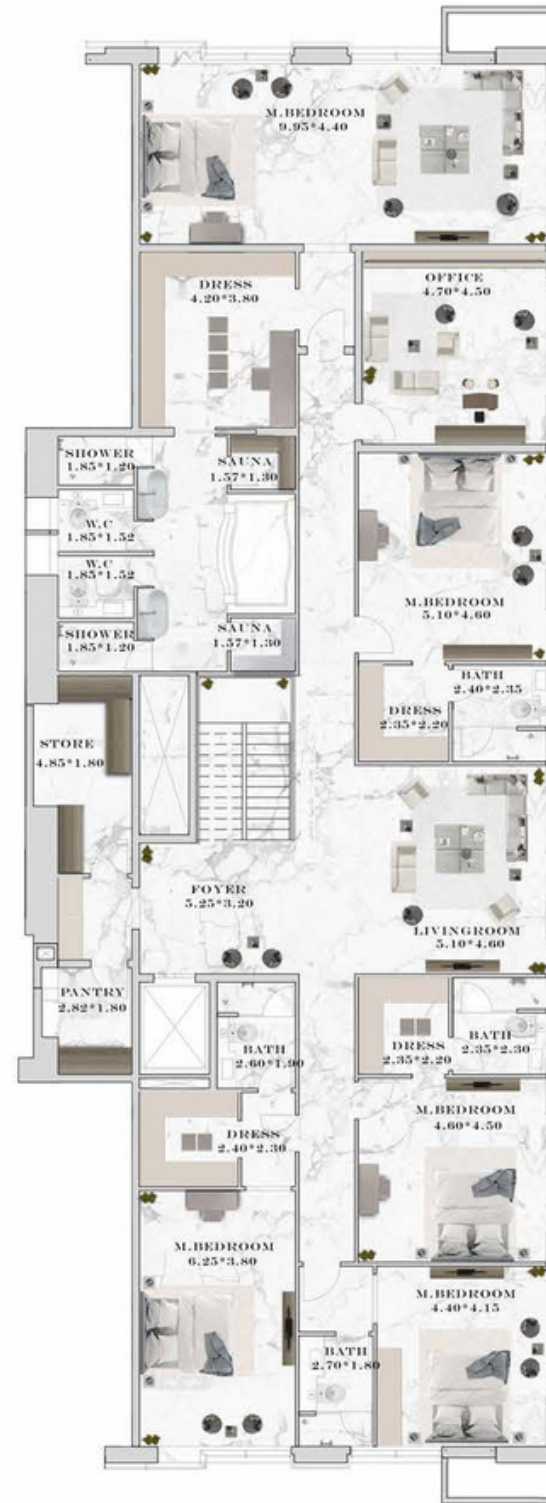 M.BEDROOM
9.95*4.40
DRESS
4.20*3.80
OFFICE
4.70*4.50
SHOWER
1.85*1.20
SAUNA
1.57*1.30
W.C
1.85*1.52
W.C
1.85*1.52
M.BEDROOM
5.10*4.60
SHOWER
1.85*1.20
SAUNA
1.57*1.30
BATH
2.40*2.35
DRESS
2.35*2.20
STORE
4.85*1.80
FOYER
5.25*3.20
LIVINGROOM
5.10*4.60
PANTRY
2.82*1.80
BATH
2.60*1.90
DRESS
2.35*2.20
BATH
2.35*2.30
M.BEDROOM
4.60*4.50
DRESS
2.40*2.30
M.BEDROOM
6.25*3.80
M.BEDROOM
4.40*4.15
BATH
2.70*1.80